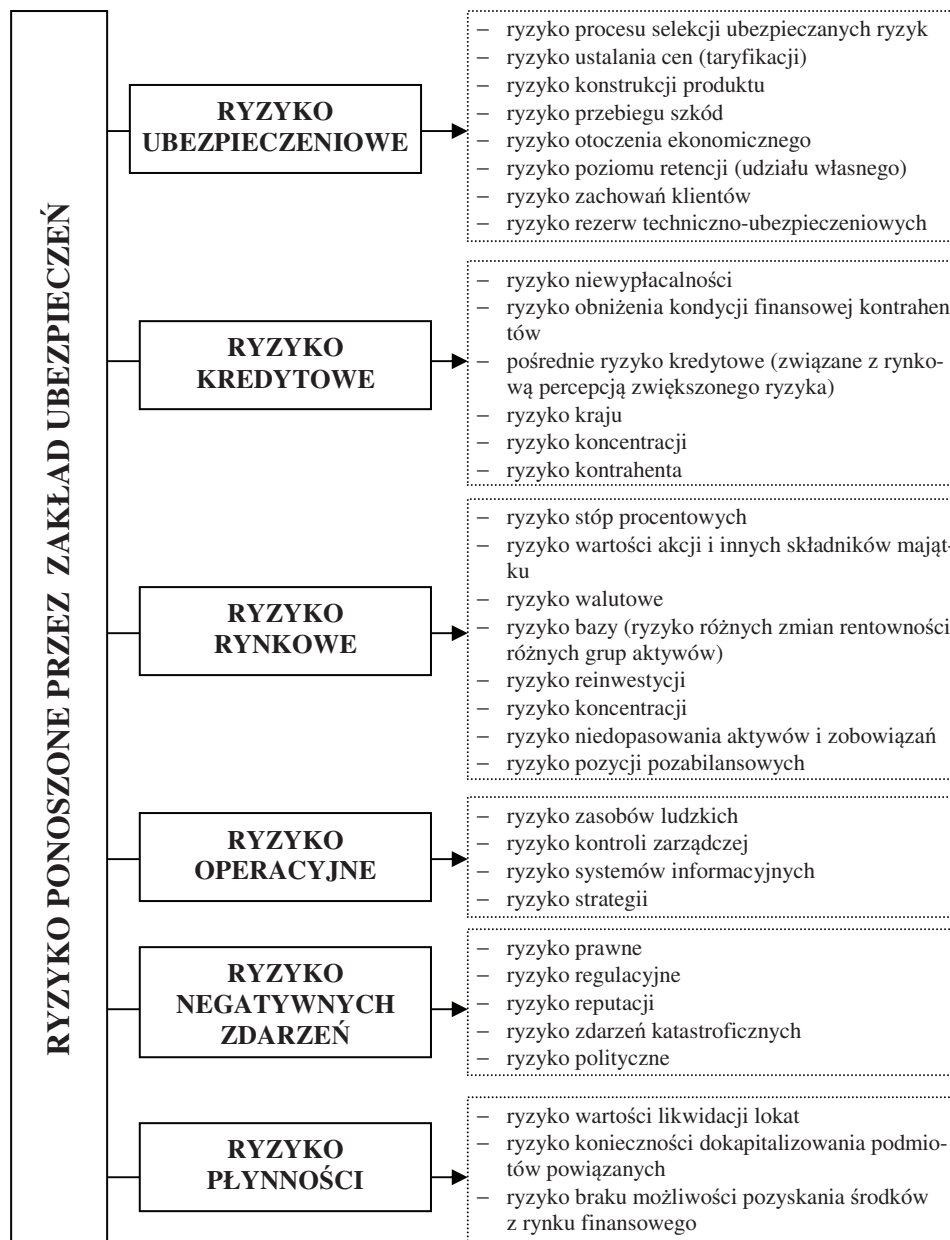 RYZYKO PONOSZONE PRZEZ ZAKŁAD UBEZPIECZEŃ
RYZYKO
UBEZPIECZENIOWE
– ryzyko procesu selekcji ubezpieczanych ryzyk
– ryzyko ustalania cen (taryfikacji)
– ryzyko konstrukcji produktu
– ryzyko przebiegu szkód
– ryzyko otoczenia ekonomicznego
– ryzyko poziomu retencji (udziału własnego)
– ryzyko zachowań klientów
– ryzyko rezerw techniczno-ubezpieczeniowych
RYZYKO
KREDYTOWE
– ryzyko niewypłacalności
– ryzyko obniżenia kondycji finansowej kontrahen
tów
– pośrednie ryzyko kredytowe (związane z rynko-
wą percepcją zwiększonego ryzyka)
– ryzyko kraju
– ryzyko koncentracji
– ryzyko kontrahenta
RYZYKO
RYNKOWE
– ryzyko stóp procentowych
– ryzyko wartości akcji i innych składników mająt-
ku
– ryzyko walutowe
– ryzyko bazy (ryzyko różnych zmian rentowności
różnych grup aktywów)
– ryzyko reinwestycji
– ryzyko koncentracji
– ryzyko niedopasowania aktywów i zobowiązań
– ryzyko pozycji pozabilansowych
RYZYKO
OPERACYJNE
– ryzyko zasobów ludzkich
– ryzyko kontroli zarządczej
– ryzyko systemów informacyjnych
– ryzyko strategii
RYZYKO
NEGATYWNYCH
ZDARZEŃ
– ryzyko prawne
– ryzyko regulacyjne
– ryzyko reputacji
– ryzyko zdarzeń katastroficznych
– ryzyko polityczne
RYZYKO
PŁYNNOŚCI
– ryzyko wartości likwidacji lokat
– ryzyko konieczności dokapitalizowania podmio-
tów powiązanych
– ryzyko braku możliwości pozyskania środków
z rynku finansowego